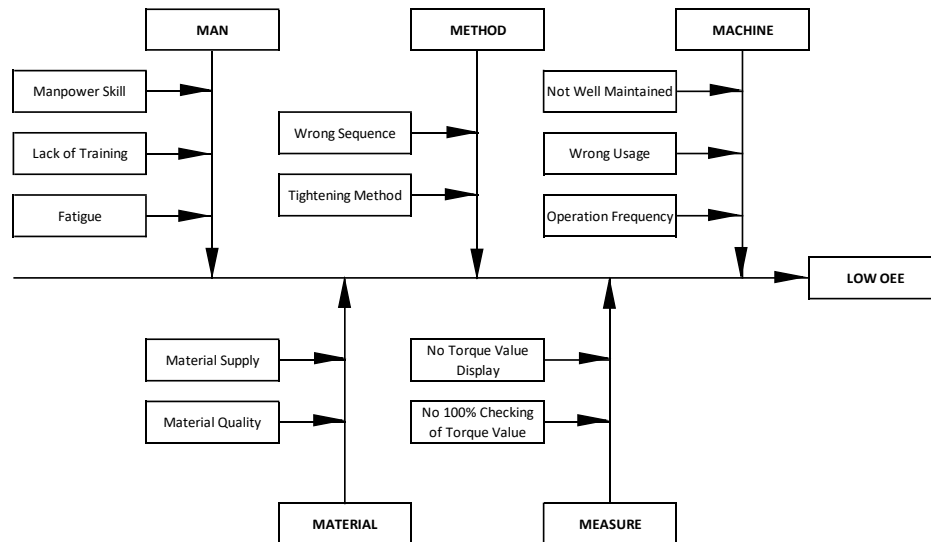 MAN
METHOD
MACHINE
Manpower Skill
Not Well Maintained
Wrong Sequence
Lack of Training
Wrong Usage
Tightening Method
Fatigue
Operation Frequency
LOW OEE
Material Supply
No Torque Value
Display
Material Quality
No 100% Checking
of Torque Value
MATERIAL
MEASURE